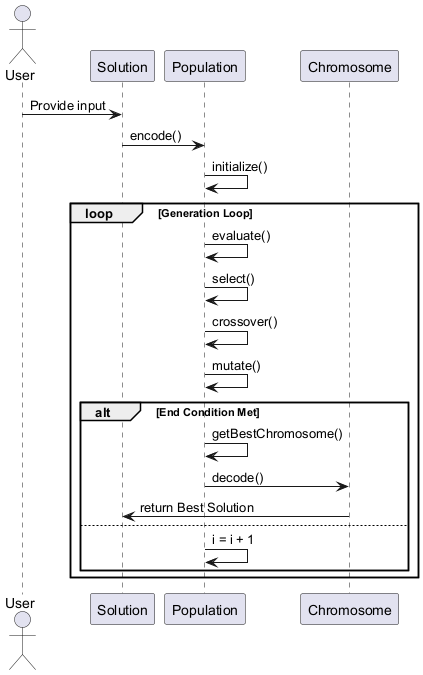 User
Solution Population Chromosome
Provide input
encode()
initialize()
loop [Generation Loop]
evaluate()
select()
crossover()
mutate()
alt [End Condition Met]
getBestChromosome()
decode()
return Best Solution
i = i + 1
User
Solution Population Chromosome